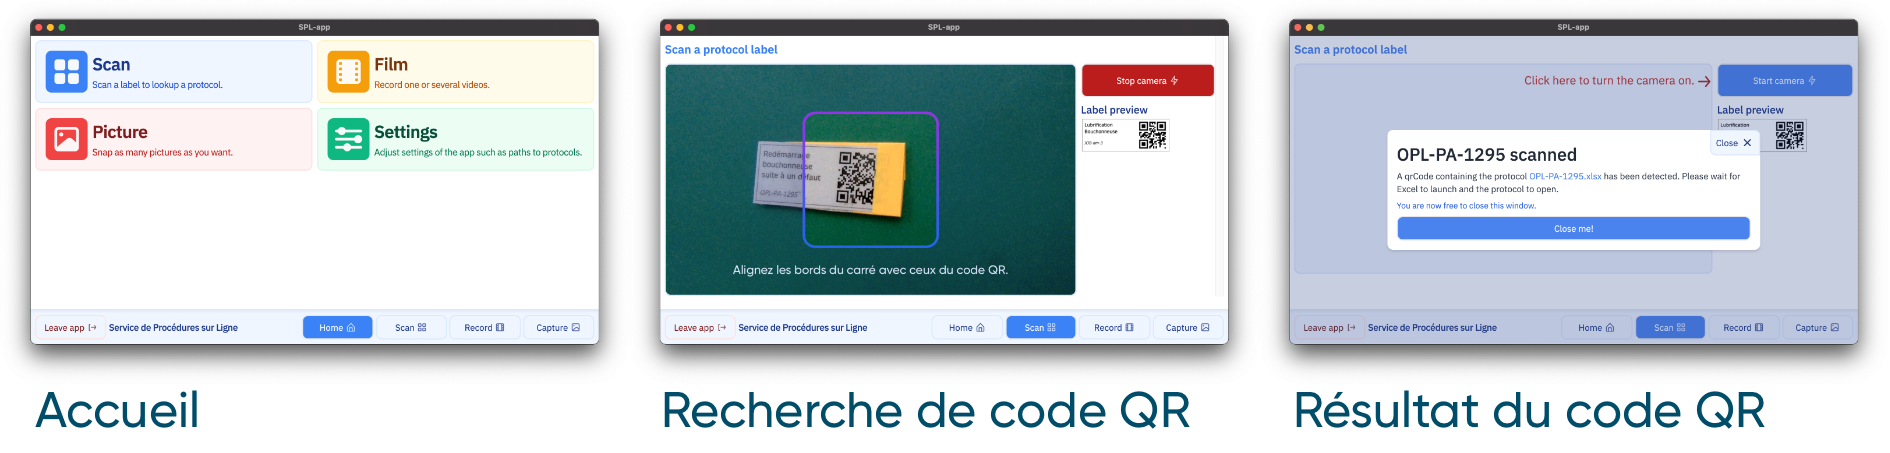 SPL-app
Scan
Scan a label to lookup a protocol.
Film
Record one or several videos.
Picture
Snap as many pictures as you want.
Settings
Adjust settings of the app such as paths to protocols.
Leave app
Service de Procédures sur Ligne
Home
Scan
Record
Capture
Accueil
SPL-app
Scan a protocol label
Stop camera
Label preview
Lubrification
Bouchonneuse
Redémarrage
bouchonneuse
suite à un défaut
OPL-PA-1295
Alignez les bords du carré avec ceux du code QR.
Leave app
Service de Procédures sur Ligne
Home
Scan
Record
Capture
Recherche de code QR
SPL-app
Scan a protocol label
Click here to turn the camera on.
Start camera
Label preview
Lubrification
Close
OPL-PA-1295 scanned
A qrCode containing the protocol OPL-PA-1295.xlsx has been detected. Please wait for
Excel to launch and the protocol to open.
You are now free to close this window.
Close me!
Leave app
Service de Procédures sur Ligne
Home
Scan
Record
Capture
Résultat du code QR